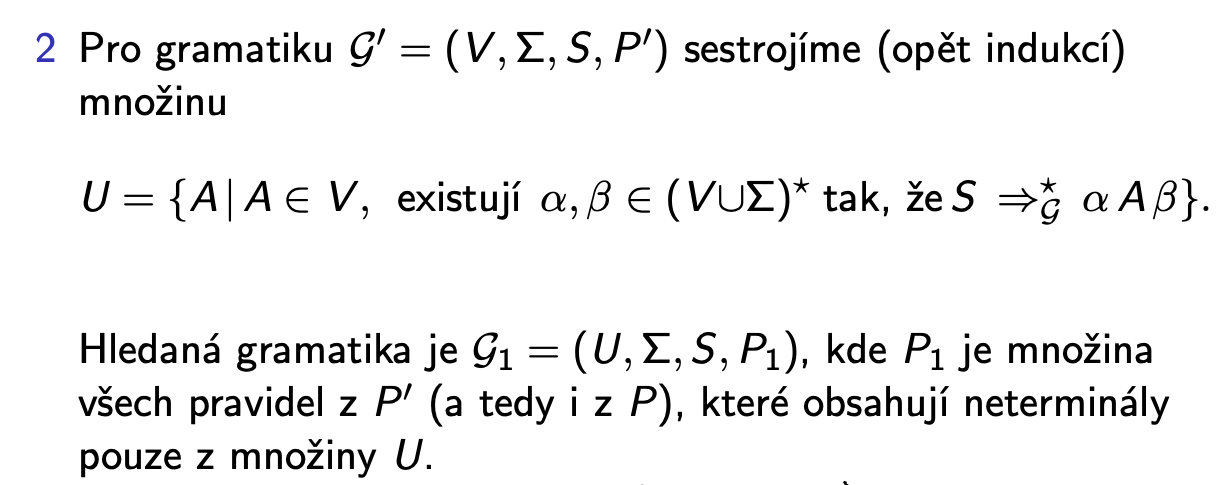 2 Pro gramatiku 𝒢′ = (V, Σ, S, P′) sestrojíme (opět indukcí)
množinu
U = {A | A ∈ V, existují α, β ∈ (V∪Σ)⋆ tak, že S ⇒⋆𝒢 α A β}.
Hledaná gramatika je 𝒢₁ = (U, Σ, S, P₁), kde P₁ je množina
všech pravidel z P′ (a tedy i z P), které obsahují neterminály
pouze z množiny U.